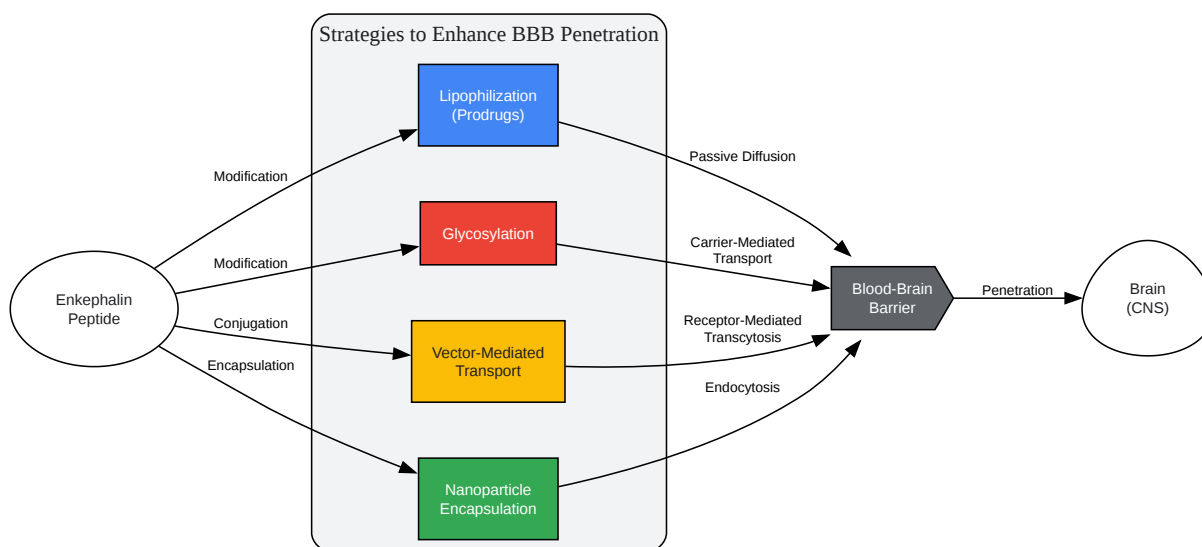 Strategies to Enhance BBB Penetration
Lipophilization
(Prodrugs)
Passive Diffusion
Modification
Glycosylation
Carrier-Mediated
Transport
Modification
Enkephalin
Peptide
Blood-Brain
Barrier
Penetration
Brain
(CNS)
Conjugation
Receptor-Mediated
Transcytosis
Vector-Mediated
Transport
Encapsulation
Endocytosis
Nanoparticle
Encapsulation